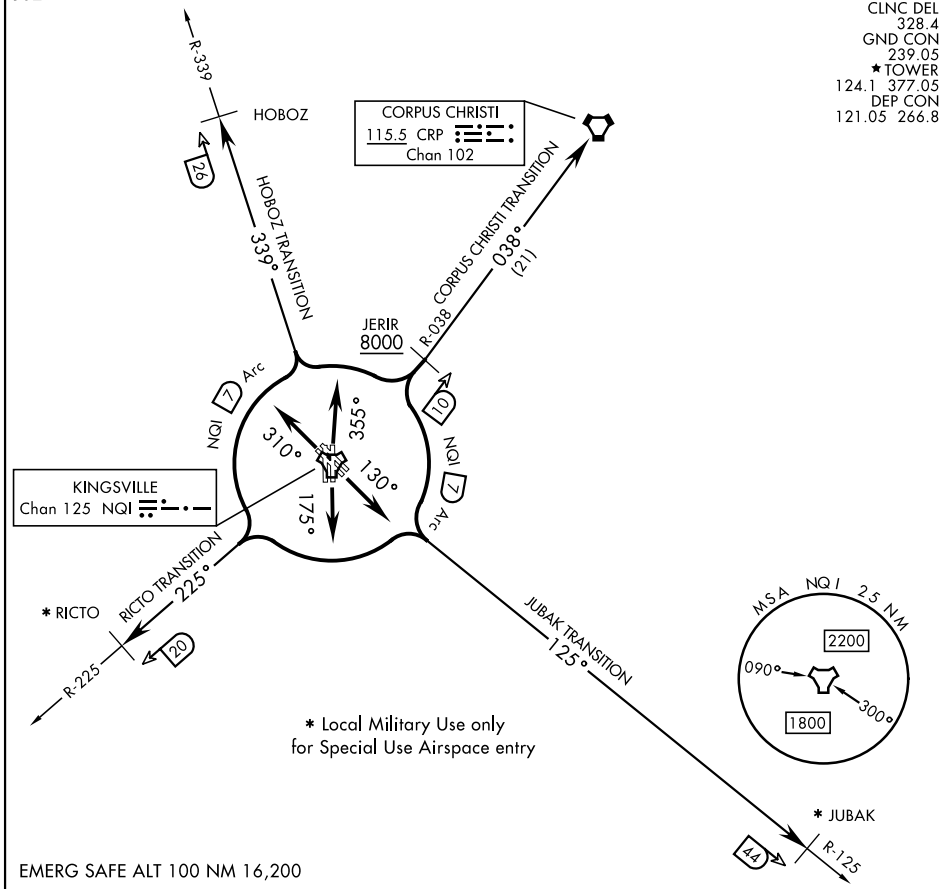 CLNC DEL
328.4
GND CON
239.05
★ TOWER
124.1 377.05
DEP CON
121.05 266.8
R-339
HOBOZ
26
HOBOZ TRANSITION
339°
CORPUS CHRISTI
115.5 CRP
Chan 102
CORPUS CHRISTI TRANSITION
038°
(21)
R-038
JERIR
8000
10
NQI 7 Arc
NQI 7 Arc
310°
355°
130°
175°
KINGSVILLE
Chan 125 NQI
RICTO TRANSITION
225°
* RICTO
20
R-225
JUBAK TRANSITION
125°
MSA NQI 25 NM
2200
090°
300°
1800
* Local Military Use only
for Special Use Airspace entry
* JUBAK
44
R-125
EMERG SAFE ALT 100 NM 16,200